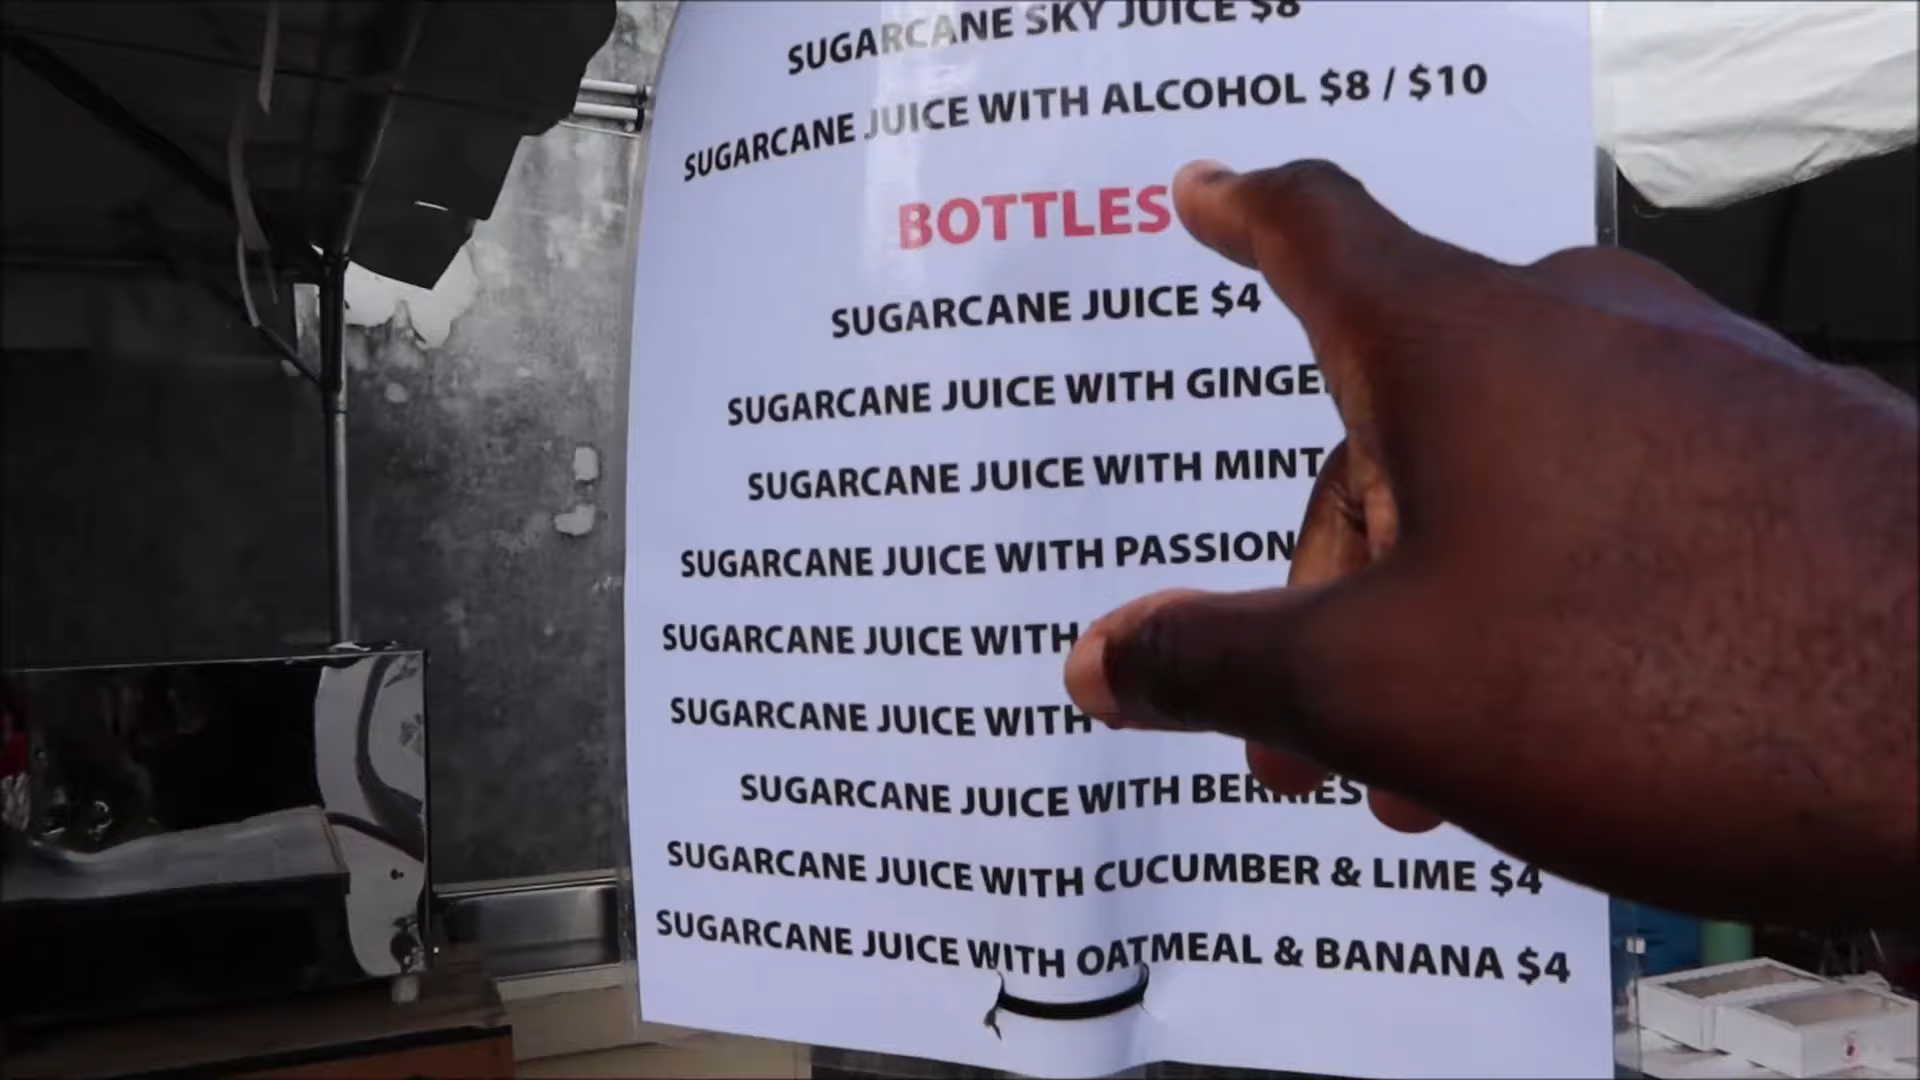 SUGARCANE SKY JUICE $8
SUGARCANE JUICE WITH ALCOHOL $8 / $10
BOTTLES
SUGARCANE JUICE $4
SUGARCANE JUICE WITH GINGER
SUGARCANE JUICE WITH MINT
SUGARCANE JUICE WITH PASSION
SUGARCANE JUICE WITH
SUGARCANE JUICE WITH
SUGARCANE JUICE WITH BERRIES
SUGARCANE JUICE WITH CUCUMBER & LIME $4
SUGARCANE JUICE WITH OATMEAL & BANANA $4